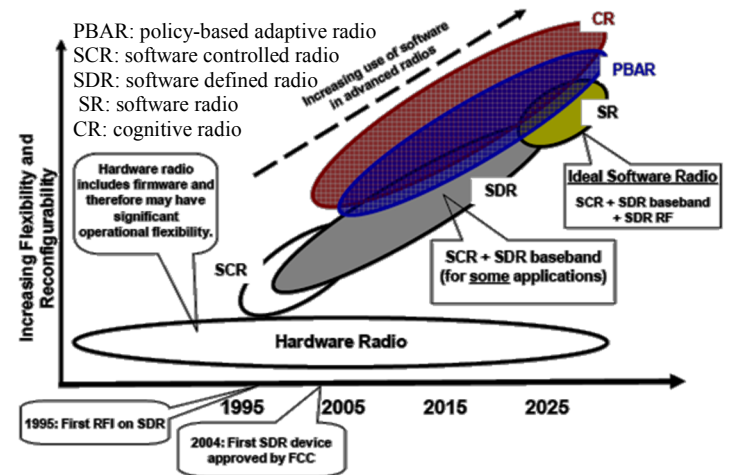 PBAR: policy-based adaptive radio
SCR: software controlled radio
SDR: software defined radio
SR: software radio
CR: cognitive radio
Increasing use of software
in advanced radios
CR
PBAR
SR
SDR
SCR
Hardware radio
includes firmware and
therefore may have
significant
operational flexibility.
Ideal Software Radio
SCR + SDR baseband
+ SDR RF
SCR + SDR baseband
(for some applications)
Increasing Flexibility and
Reconfigurability
Hardware Radio
1995
2005
2015
2025
1995: First RFI on SDR
2004: First SDR device
approved by FCC